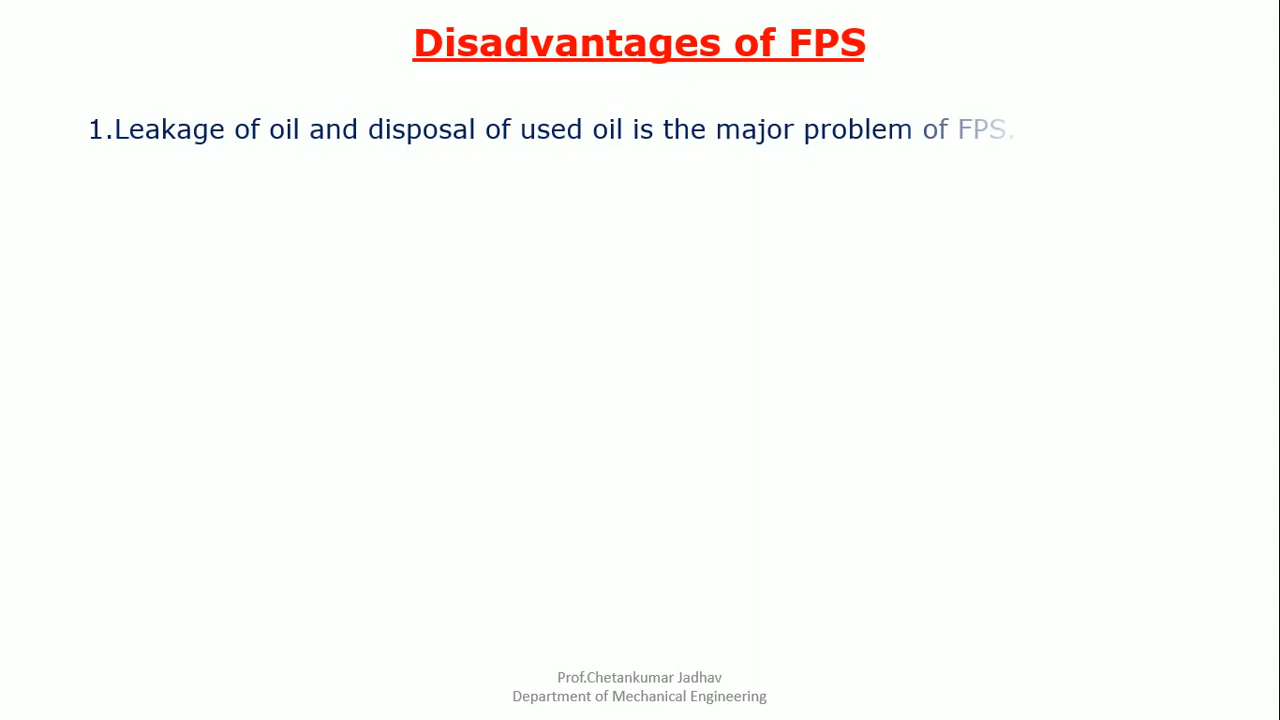 Disadvantages of FPS
1.Leakage of oil and disposal of used oil is the major problem of FPS.
Prof.Chetankumar Jadhav
Department of Mechanical Engineering